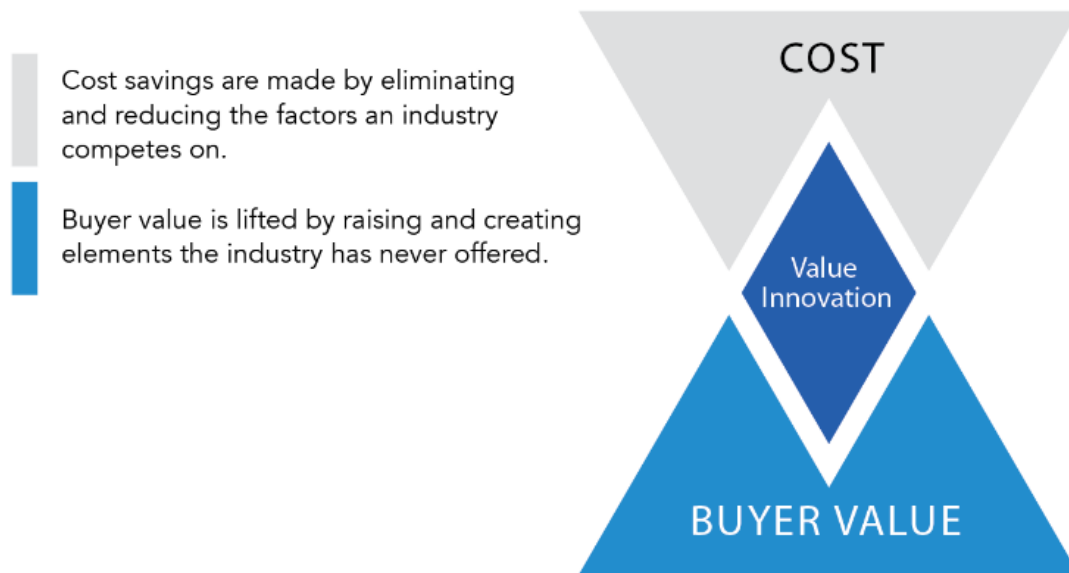 Cost savings are made by eliminating
and reducing the factors an industry
competes on.
Buyer value is lifted by raising and creating
elements the industry has never offered.
COST
Value
Innovation
BUYER VALUE